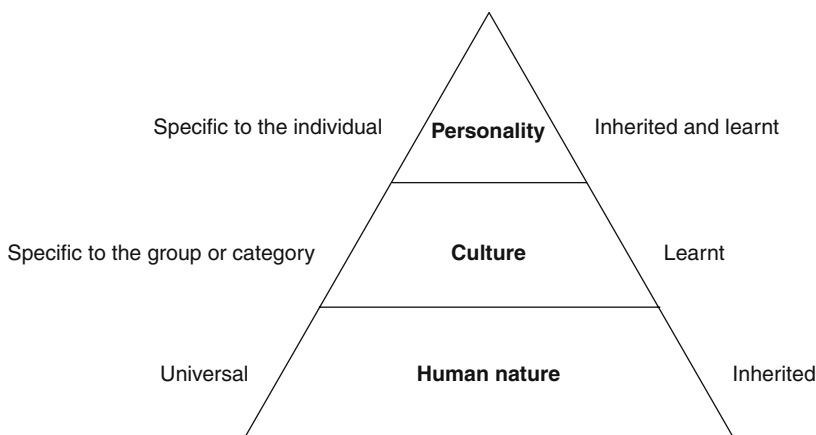 Specific to the individual Personality Inherited and learnt
Specific to the group or category Culture Learnt
Universal Human nature Inherited